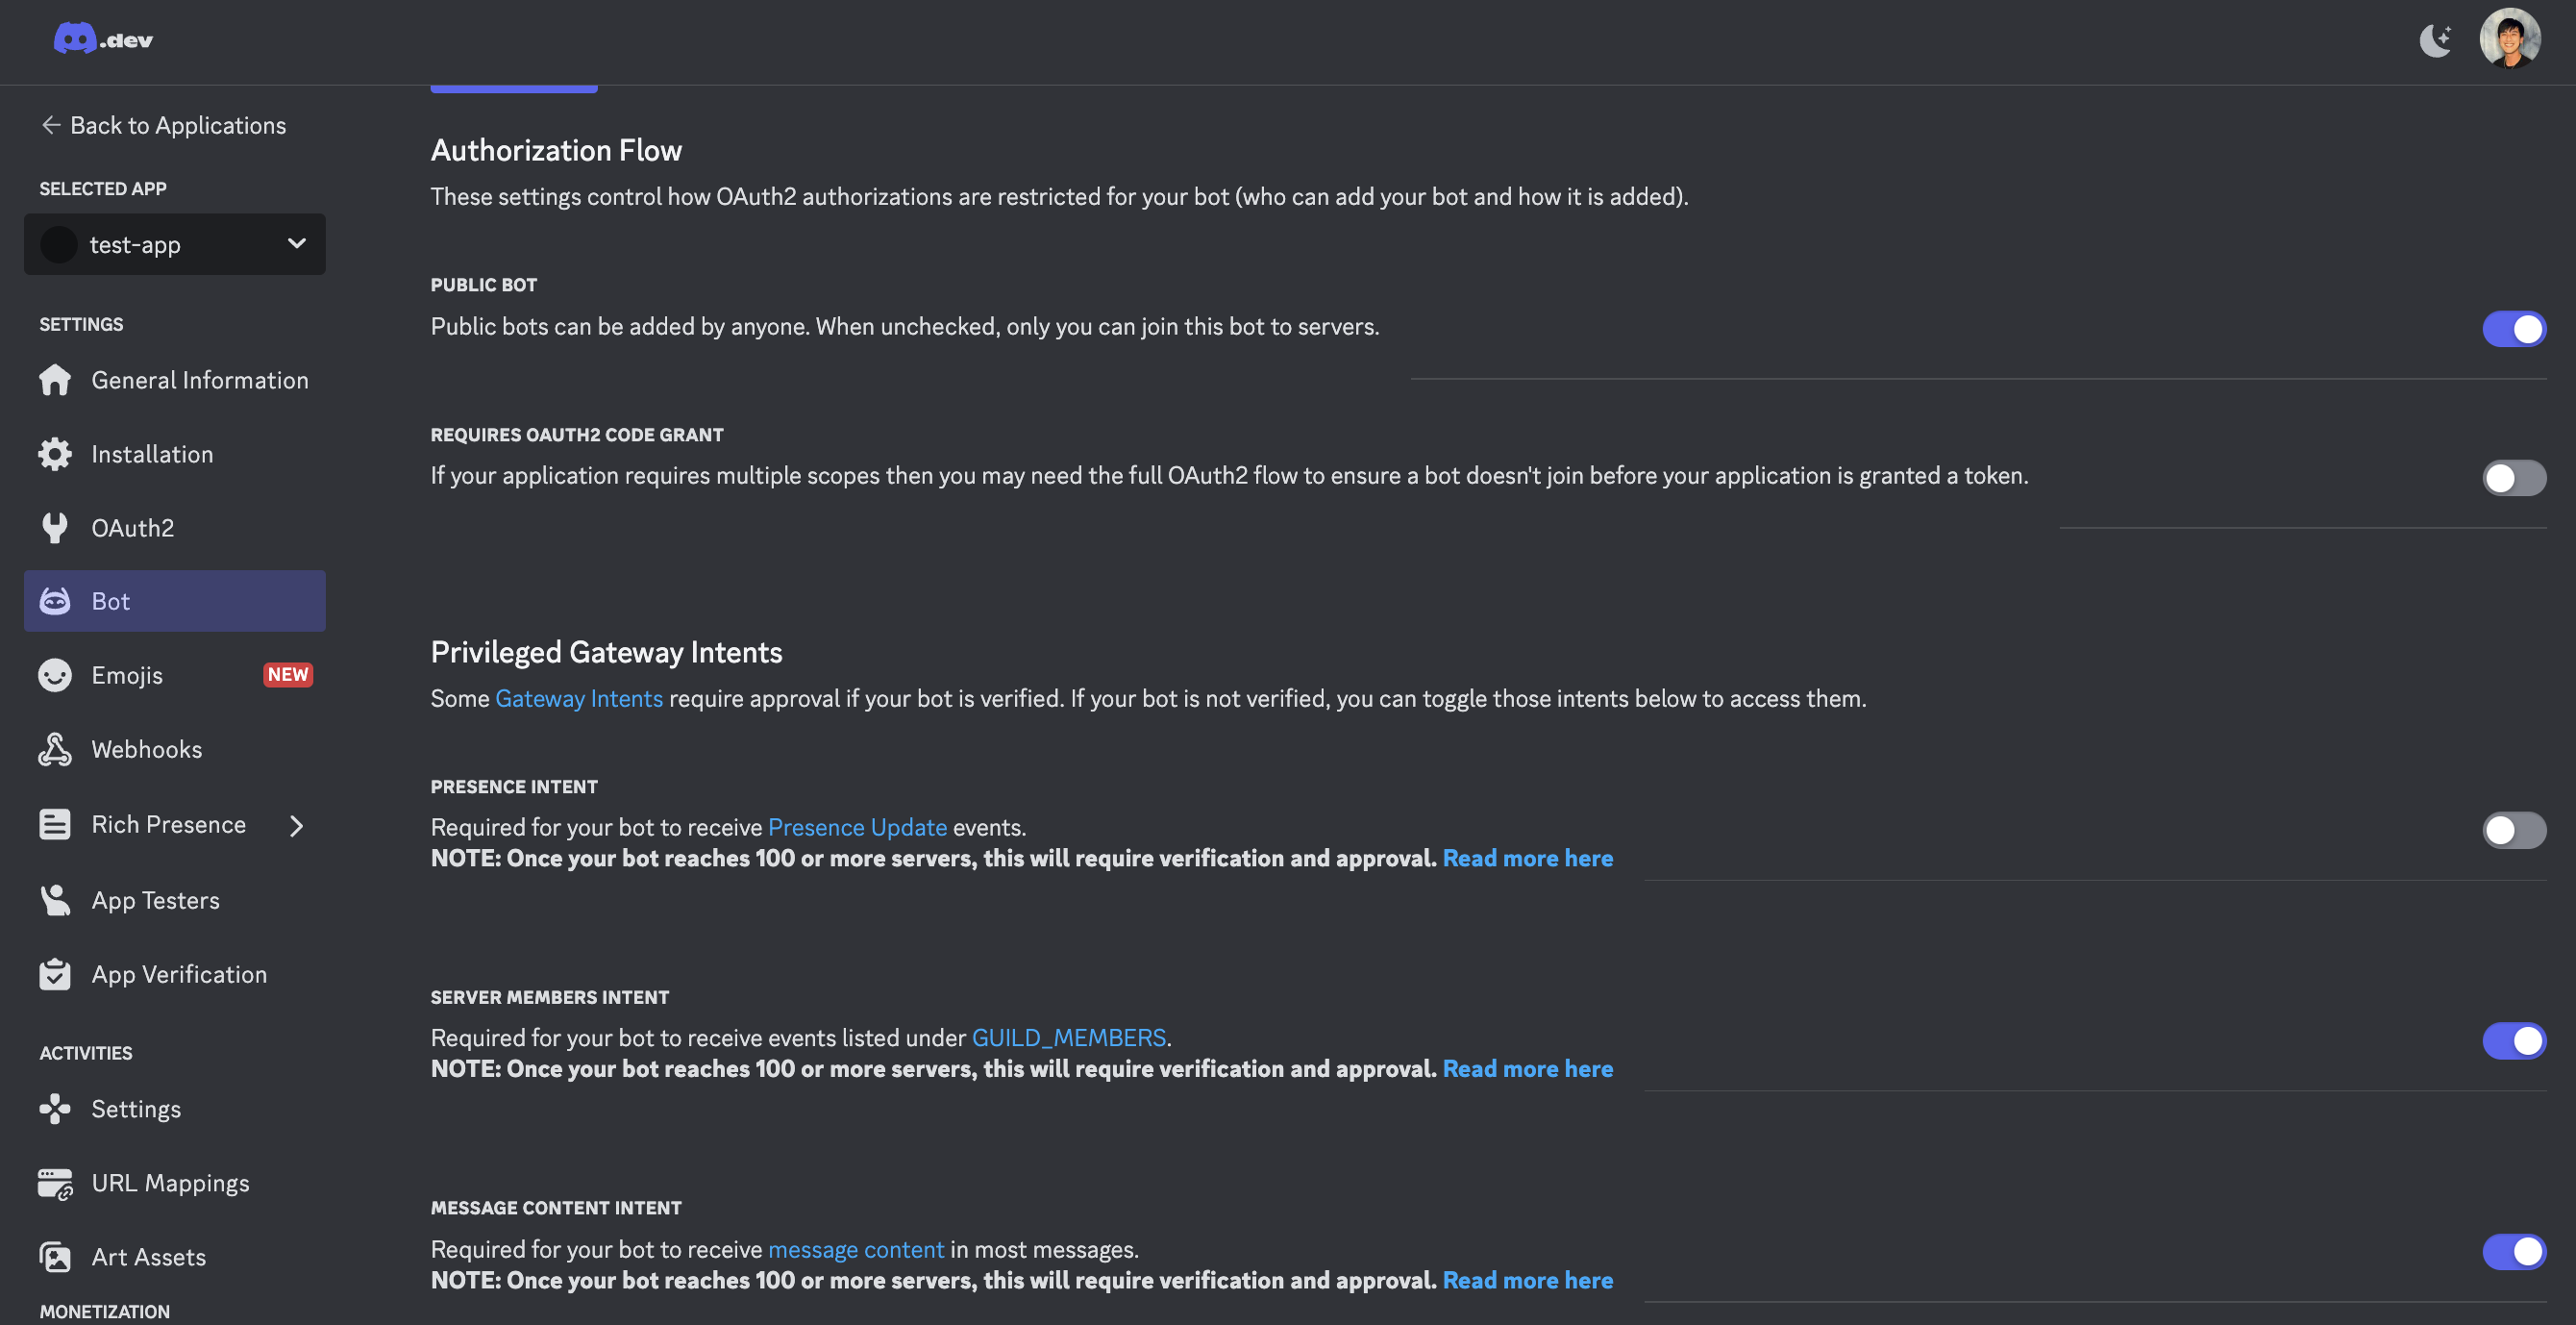 .dev
Back to Applications
SELECTED APP
test-app
SETTINGS
General Information
Installation
OAuth2
Bot
Emojis NEW
Webhooks
Rich Presence
App Testers
App Verification
ACTIVITIES
Settings
URL Mappings
Art Assets
MONETIZATION
Authorization Flow
These settings control how OAuth2 authorizations are restricted for your bot (who can add your bot and how it is added).
PUBLIC BOT
Public bots can be added by anyone. When unchecked, only you can join this bot to servers.
REQUIRES OAUTH2 CODE GRANT
If your application requires multiple scopes then you may need the full OAuth2 flow to ensure a bot doesn't join before your application is granted a token.
Privileged Gateway Intents
Some Gateway Intents require approval if your bot is verified. If your bot is not verified, you can toggle those intents below to access them.
PRESENCE INTENT
Required for your bot to receive Presence Update events.
NOTE: Once your bot reaches 100 or more servers, this will require verification and approval. Read more here
SERVER MEMBERS INTENT
Required for your bot to receive events listed under GUILD_MEMBERS.
NOTE: Once your bot reaches 100 or more servers, this will require verification and approval. Read more here
MESSAGE CONTENT INTENT
Required for your bot to receive message content in most messages.
NOTE: Once your bot reaches 100 or more servers, this will require verification and approval. Read more here